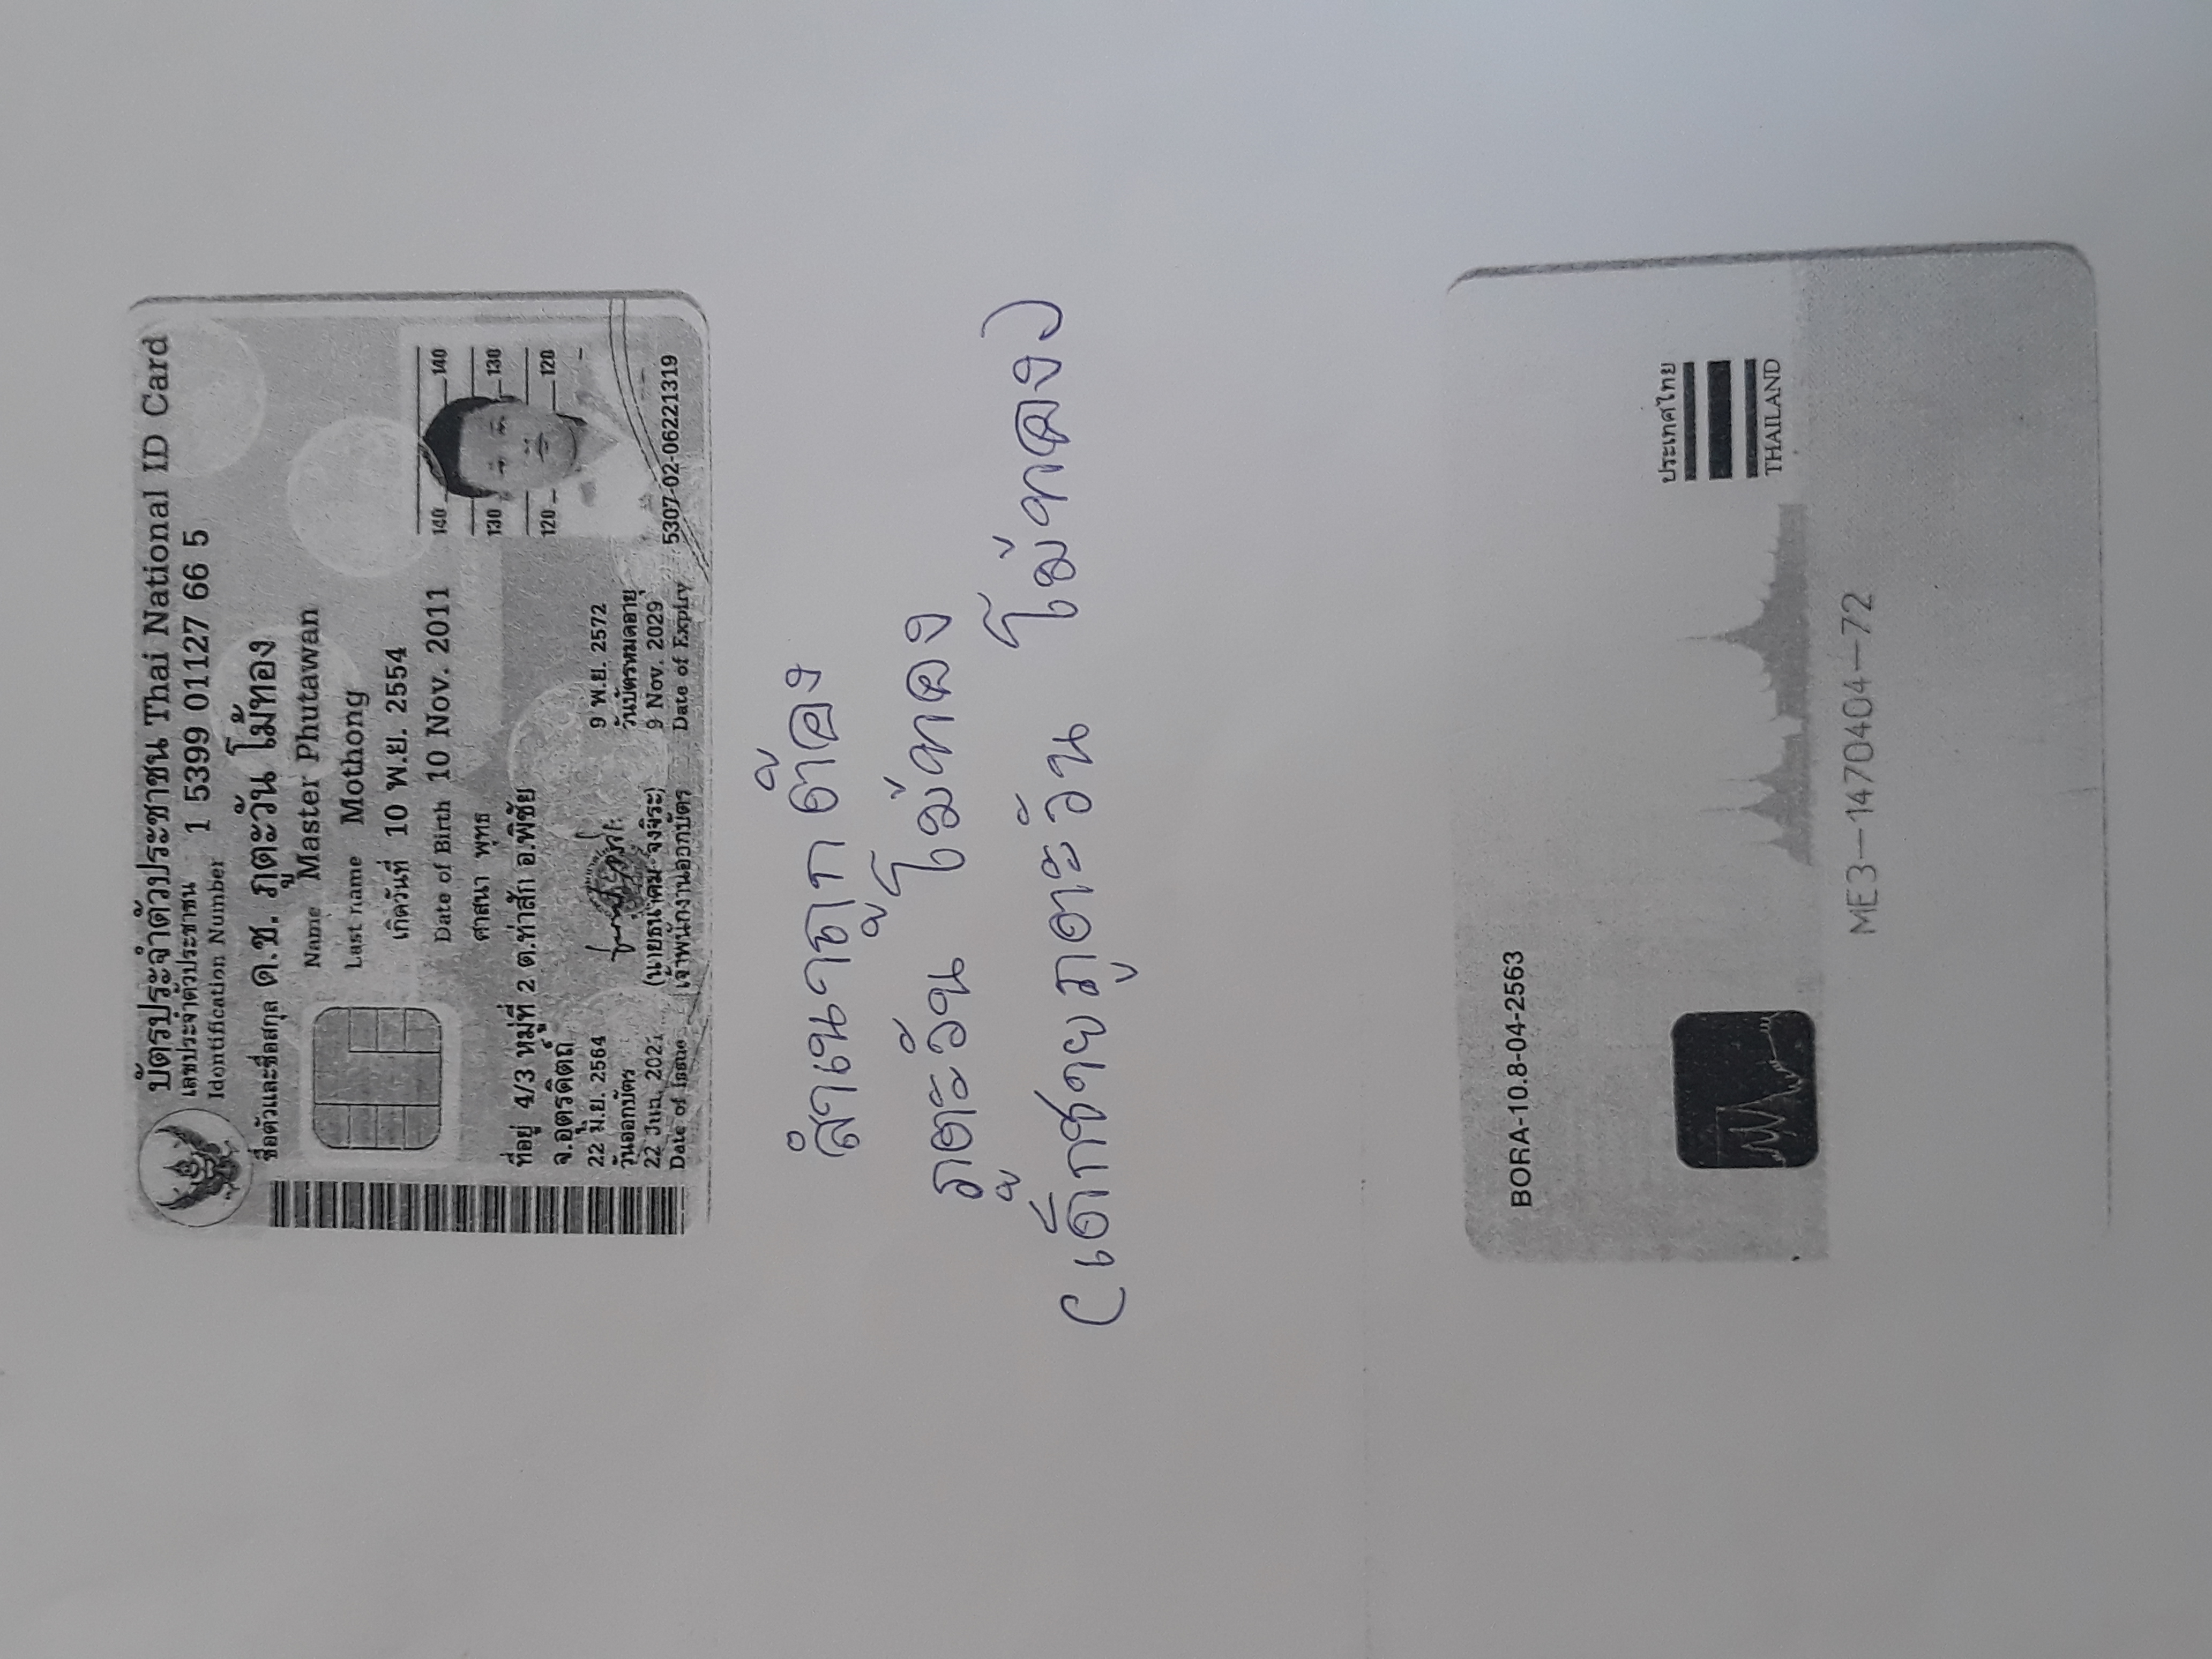 บัตรประจำตัวประชาชน Thai National ID Card
เลขประจำตัวประชาชน 1 5399 01127 66 5
Identification Number
ชื่อตัวและชื่อสกุล ด.ช. ภูตะวัน โม้ทอง
Name Master Phutawan
Last name Mothong
เกิดวันที่ 10 พ.ย. 2554
Date of Birth 10 Nov. 2011
ศาสนา พุทธ
ที่อยู่ 4/3 หมู่ที่ 2 ต.ท่าสัก อ.พิชัย
จ.อุตรดิตถ์
140 140
130 130
120 120
22 มิ.ย. 2564
วันออกบัตร
22 Jun. 2021
Date of Issue
เจ้าพนักงานออกบัตร
9 พ.ย. 2572
วันบัตรหมดอายุ
9 Nov. 2029
Date of Expiry
5307-02-06221319
สำเนาถูกต้อง
ภูตะวัน โม้ทอง
(เด็กชายภูตะวัน โม้ทอง)
BORA-10.8-04-2563
ประเทศไทย
THAILAND
ME3-1470404-72